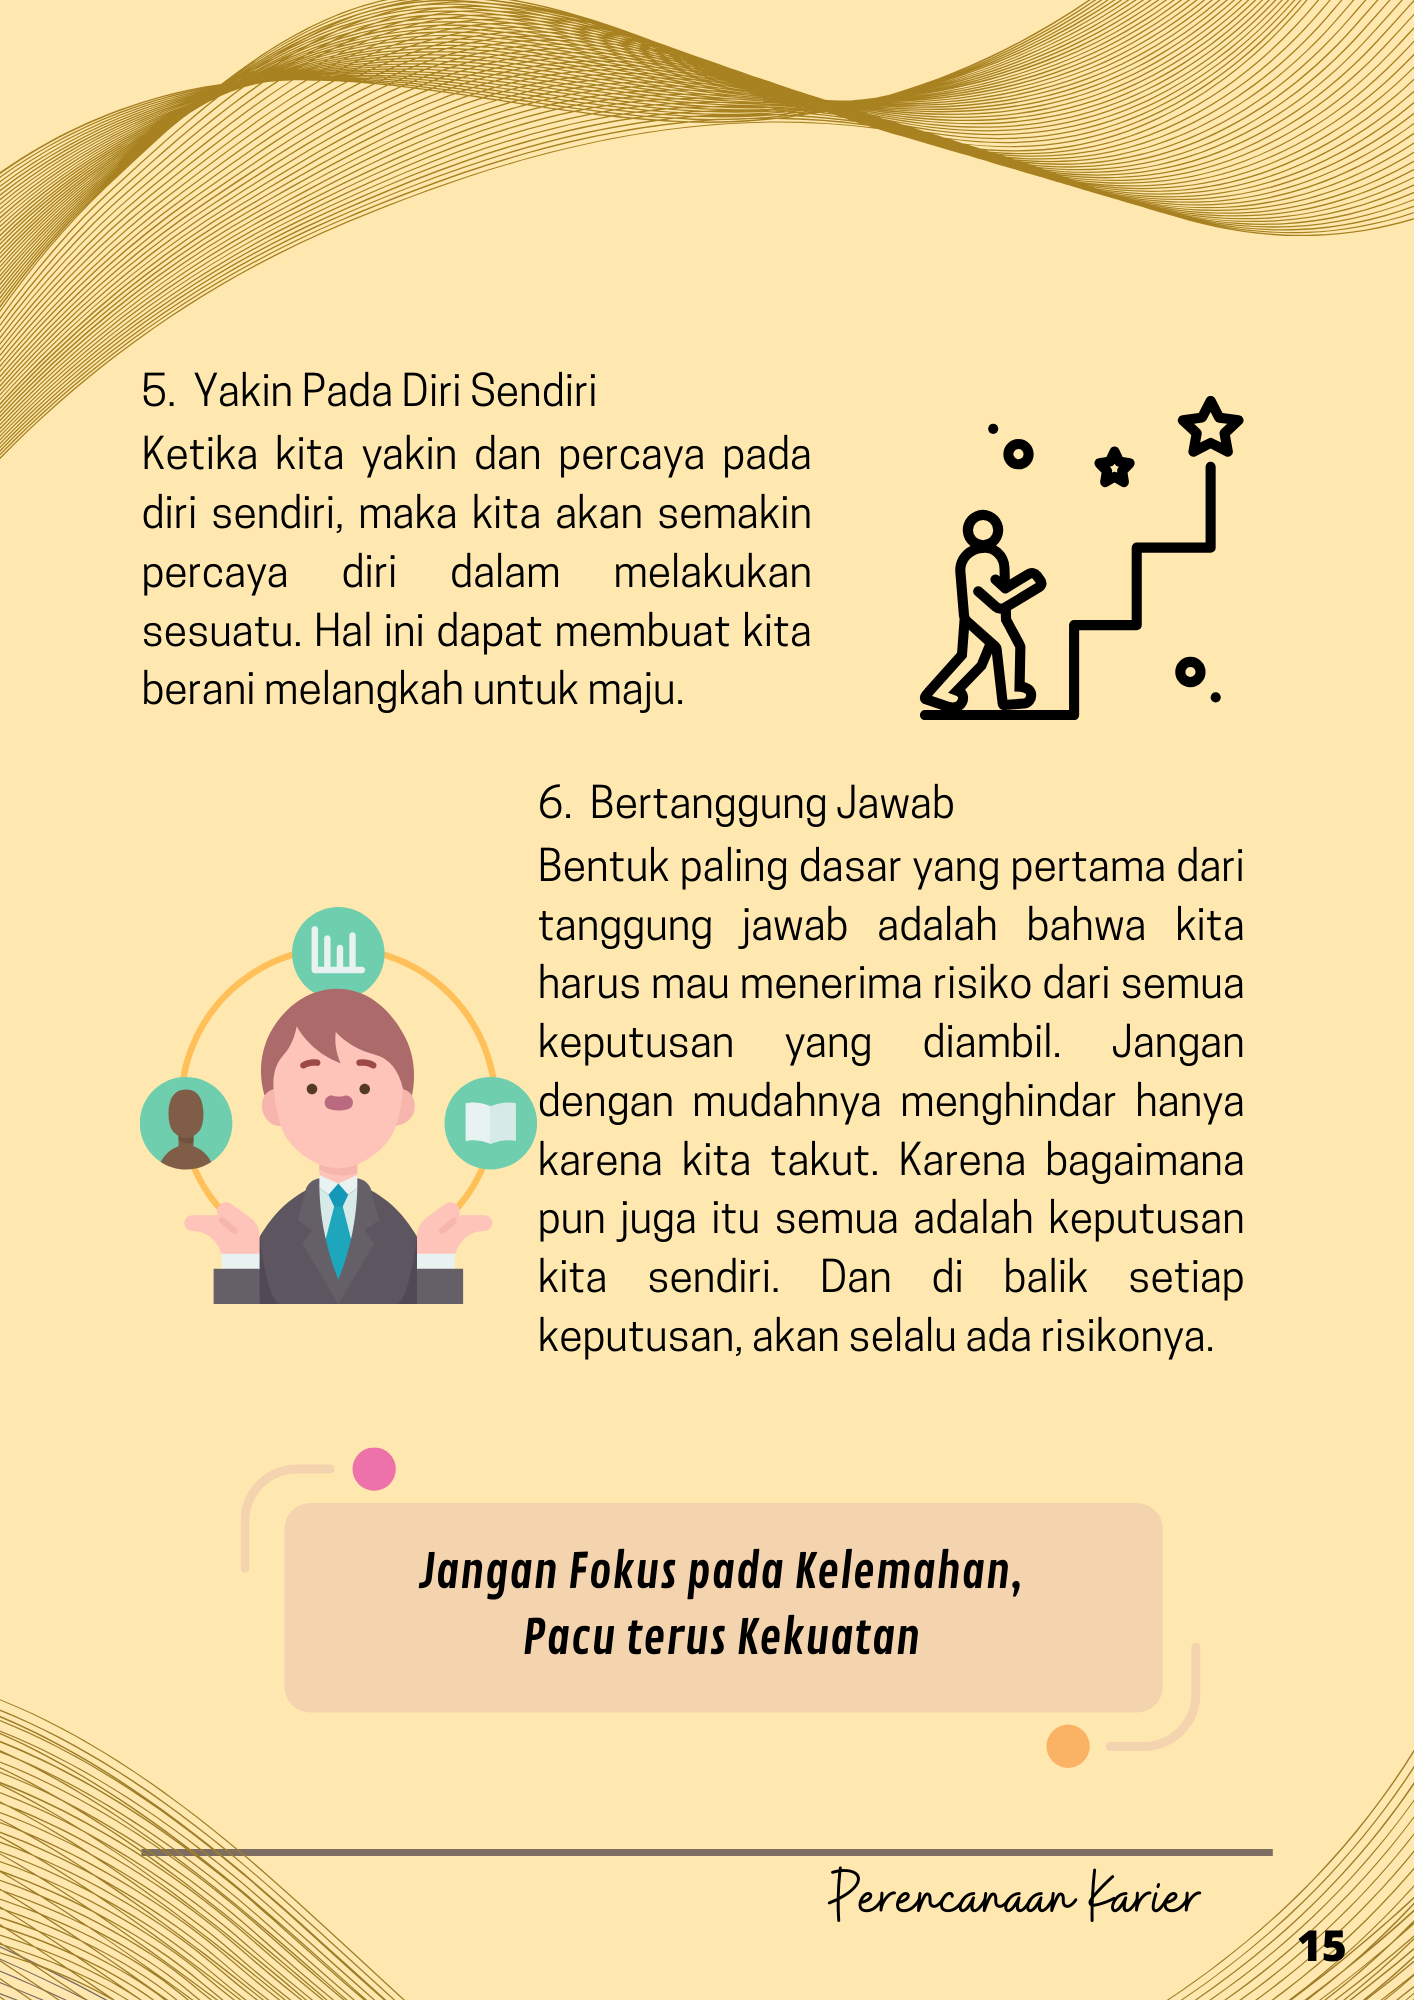 5. Yakin Pada Diri Sendiri
Ketika kita yakin dan percaya pada
diri sendiri, maka kita akan semakin
percaya diri dalam melakukan
sesuatu. Hal ini dapat membuat kita
berani melangkah untuk maju.
6. Bertanggung Jawab
Bentuk paling dasar yang pertama dari
tanggung jawab adalah bahwa kita
harus mau menerima risiko dari semua
keputusan yang diambil. Jangan
dengan mudahnya menghindar hanya
karena kita takut. Karena bagaimana
pun juga itu semua adalah keputusan
kita sendiri. Dan di balik setiap
keputusan, akan selalu ada risikonya.
Jangan Fokus pada Kelemahan,
Pacu terus Kekuatan
Perencanaan Karier
15